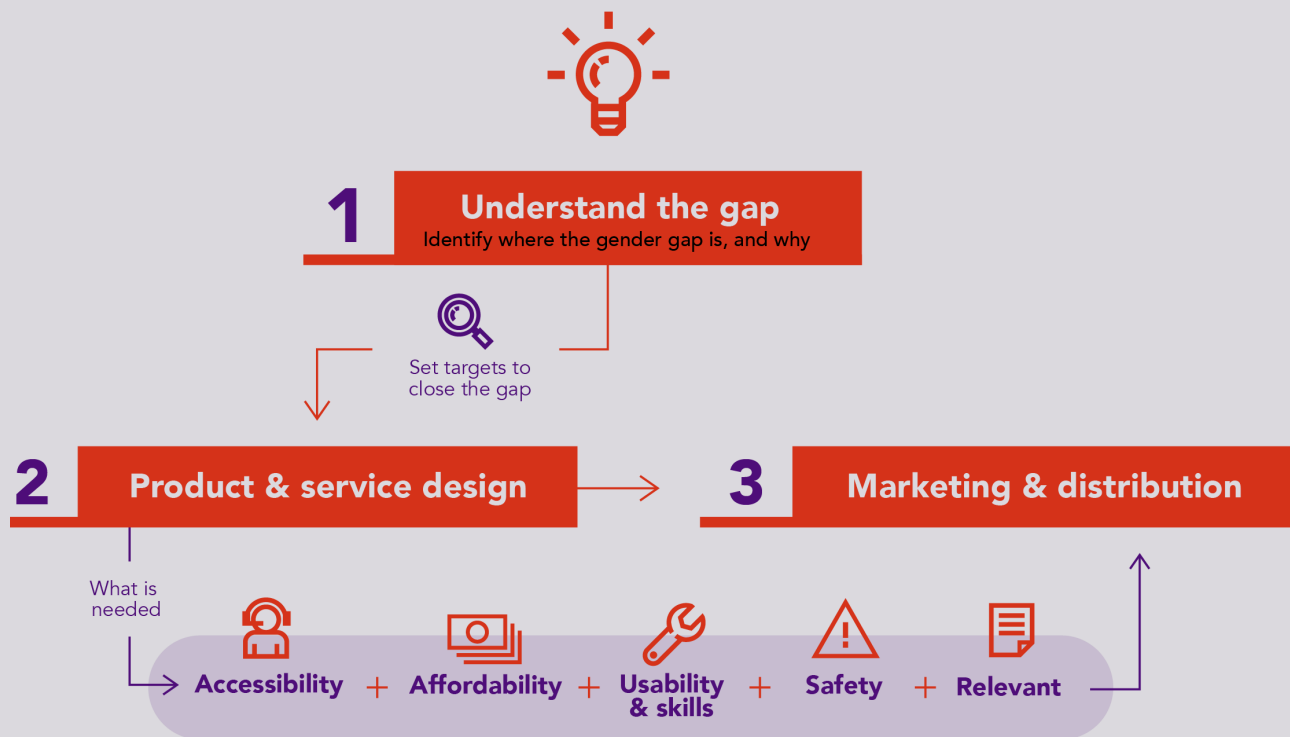 1
Understand the gap
Identify where the gender gap is, and why
Set targets to
close the gap
2
Product & service design
3
Marketing & distribution
What is
needed
Accessibility + Affordability + Usability
& skills + Safety + Relevant